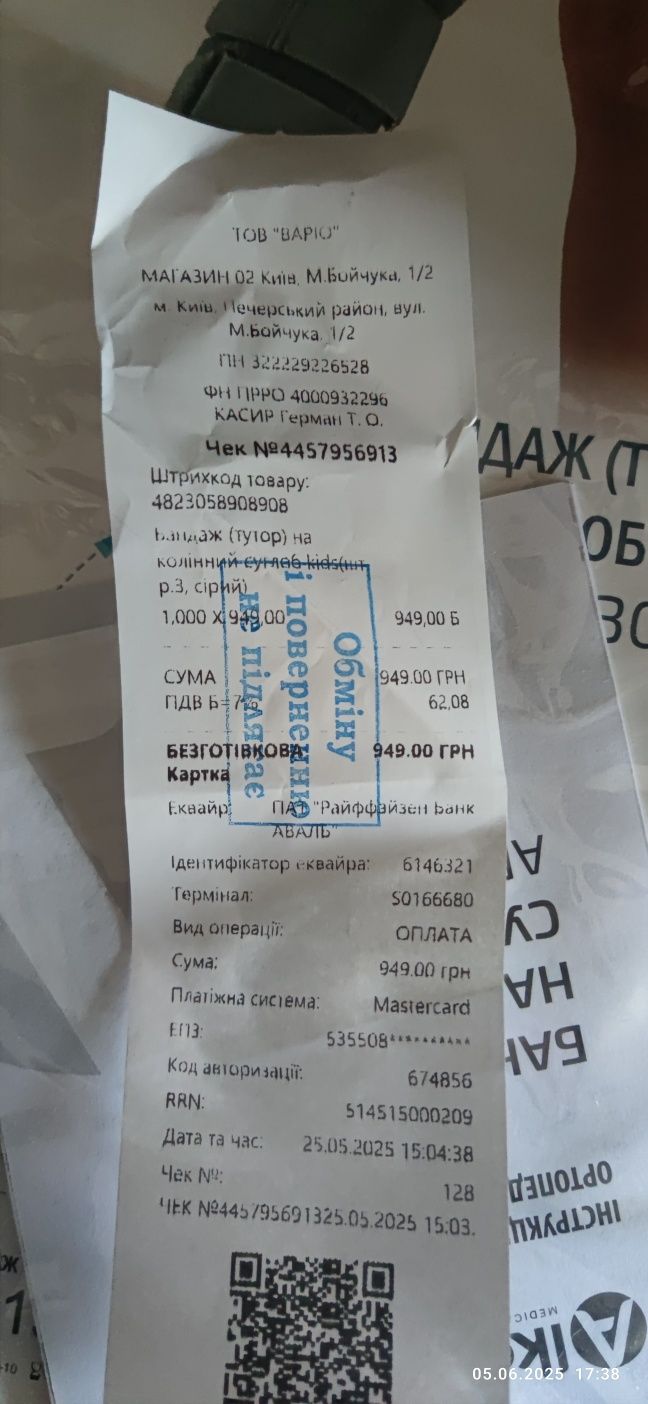 ТОВ "ВАРІО"
МАГАЗИН 02 Київ, М.Бойчука, 1/2
м. Київ, Печерський район, вул.
М.Бойчука, 1/2
ПН 322229226528
ФН ПРРО 4000932296
КАСИР Герман Т. О.
Чек №4457956913
Штрихкод товару:
4823058908908
Бандаж (тутор) на
колінний суглоб kids(шт
р.3, сірий)
1,000 X 949,00 949,00 Б
СУМА 949.00 ГРН
ПДВ Б=7% 62,08
БЕЗГОТІВКОВА 949.00 ГРН
Картка
Еквайр ПАТ "Райффайзен Банк
АВАЛЬ"
Ідентифікатор еквайра: 6146321
Термінал: S0166680
Вид операції: ОПЛАТА
Сума: 949.00 грн
Платіжна система: Mastercard
ЕПЗ: 535508**********
Код авторизації: 674856
RRN: 514515000209
Дата та час: 25.05.2025 15:04:38
Чек №: 128
ЧЕК №445795691325.05.2025 15:03.
Обміну
і поверненню
не підлягає
ДАЖ (Т
ОБ
СУ
НА
БАН
ІНСТРУКЦ
ОРТОПЕД
MEDIC
05.06.2025 17:38